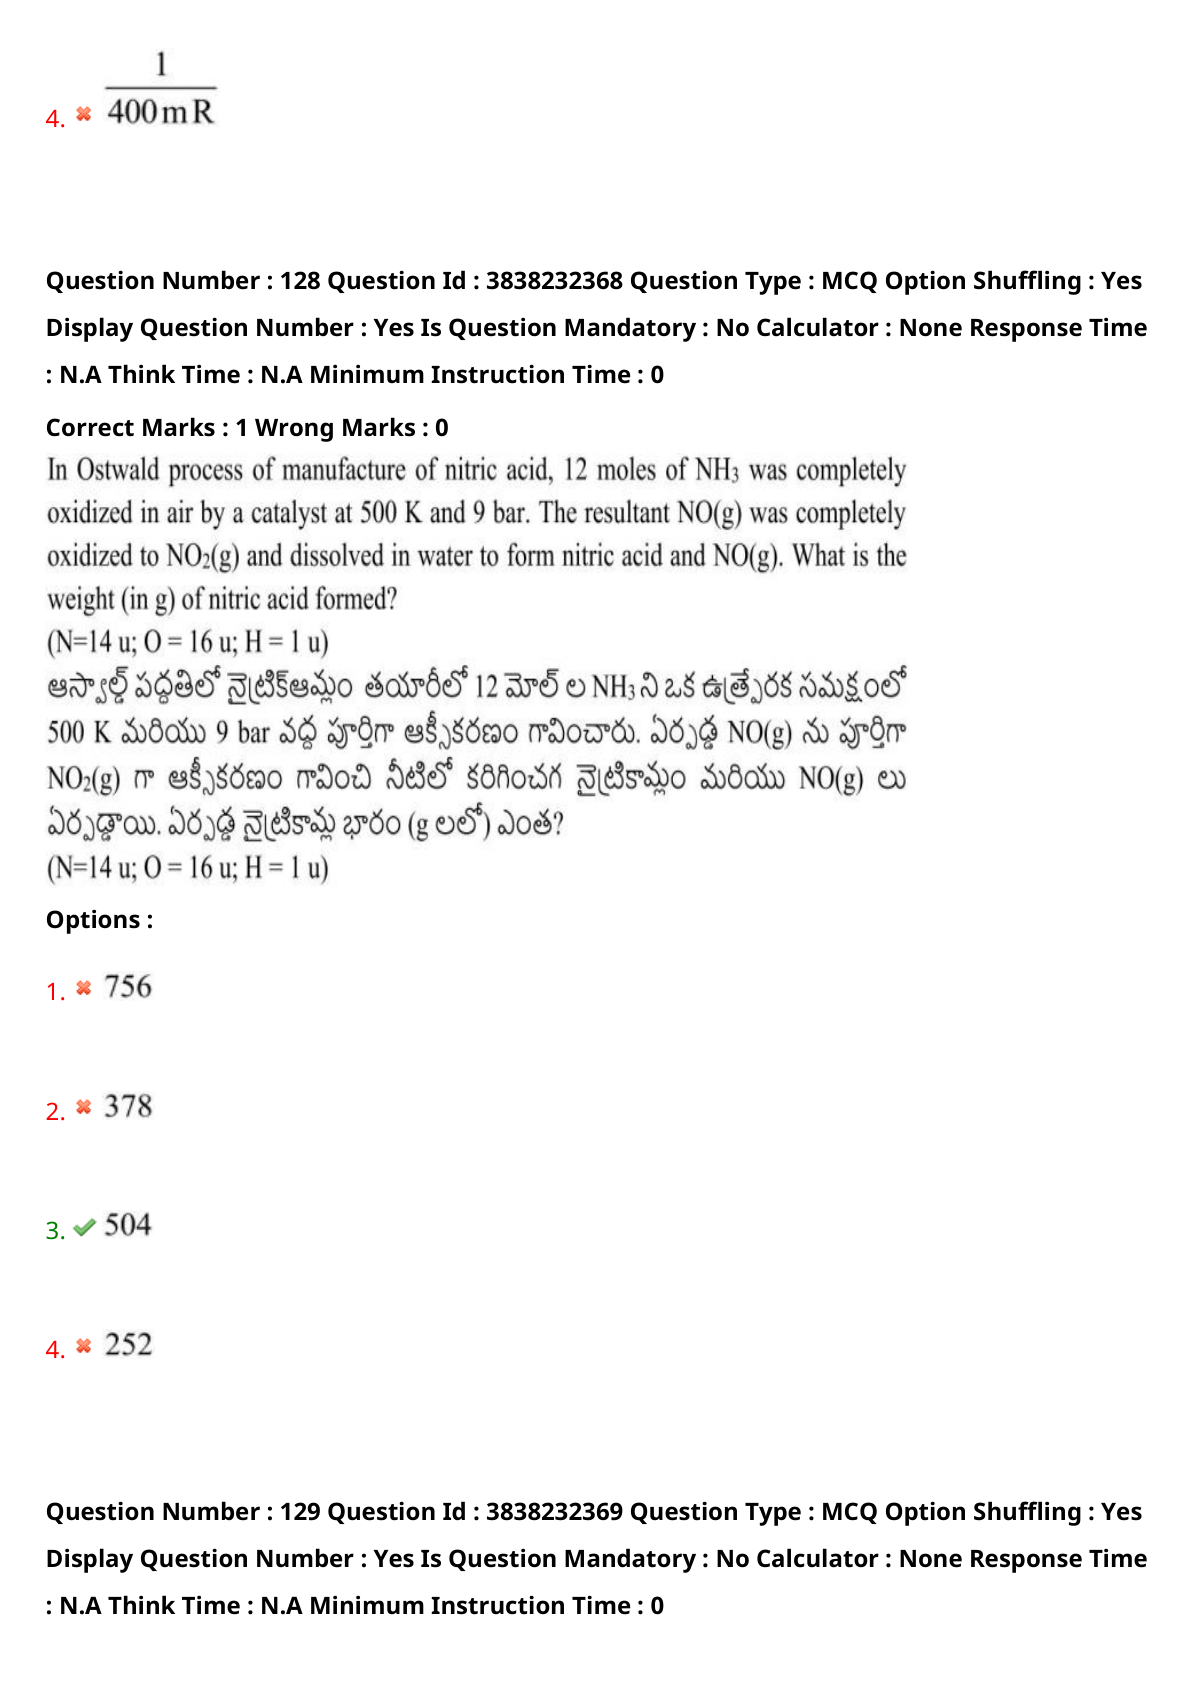 1
400 m R
4.
Question Number : 128 Question Id : 3838232368 Question Type : MCQ Option Shuffling : Yes
Display Question Number : Yes Is Question Mandatory : No Calculator : None Response Time
: N.A Think Time : N.A Minimum Instruction Time : 0
Correct Marks : 1 Wrong Marks : 0
In Ostwald process of manufacture of nitric acid, 12 moles of NH₃ was completely
oxidized in air by a catalyst at 500 K and 9 bar. The resultant NO(g) was completely
oxidized to NO₂(g) and dissolved in water to form nitric acid and NO(g). What is the
weight (in g) of nitric acid formed?
(N=14 u; O = 16 u; H = 1 u)
ఆస్వాల్డ్ పద్ధతిలో నైట్రిక్ఆమ్లం తయారీలో 12 మోల్ ల NH₃ ని ఒక ఉత్ప్రేరక సమక్షంలో
500 K మరియు 9 bar వద్ద పూర్తిగా ఆక్సీకరణం గావించారు. ఏర్పడ్డ NO(g) ను పూర్తిగా
NO₂(g) గా ఆక్సీకరణం గావించి నీటిలో కరిగించగ నైట్రికామ్లం మరియు NO(g) లు
ఏర్పడ్డాయి. ఏర్పడ్డ నైట్రికామ్ల భారం (g లలో) ఎంత?
(N=14 u; O = 16 u; H = 1 u)
Options :
1. 756
2. 378
3. 504
4. 252
Question Number : 129 Question Id : 3838232369 Question Type : MCQ Option Shuffling : Yes
Display Question Number : Yes Is Question Mandatory : No Calculator : None Response Time
: N.A Think Time : N.A Minimum Instruction Time : 0